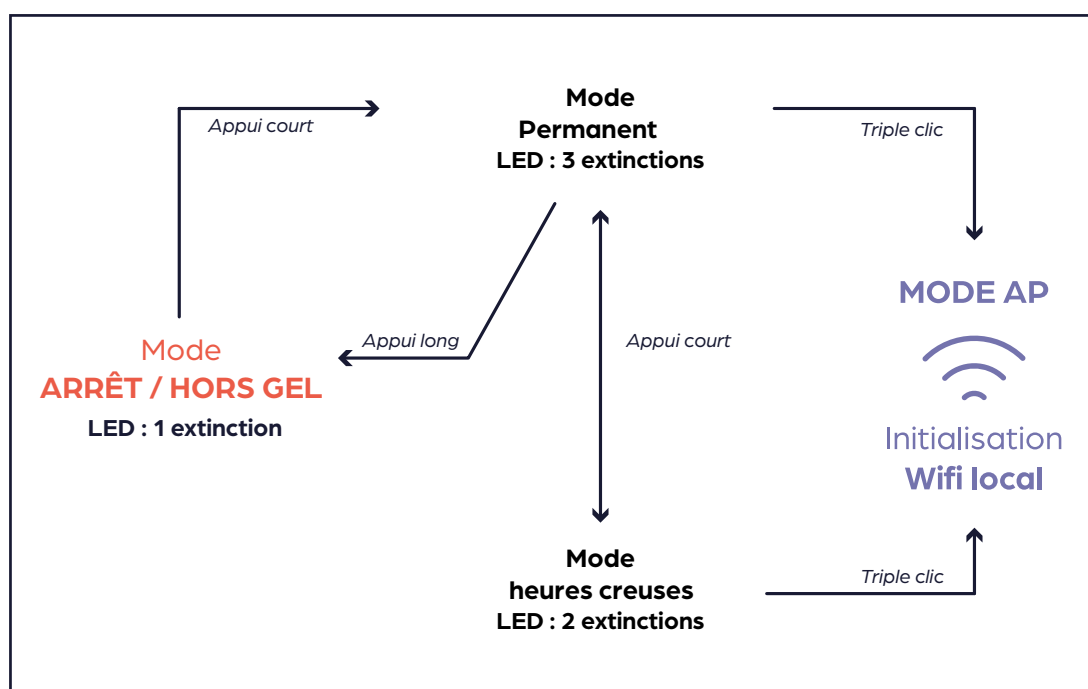 Mode
Permanent
LED : 3 extinctions
Appui court
Triple clic
MODE AP
Initialisation
Wifi local
Appui long
Appui court
Mode
ARRÊT / HORS GEL
LED : 1 extinction
Mode
heures creuses
LED : 2 extinctions
Triple clic